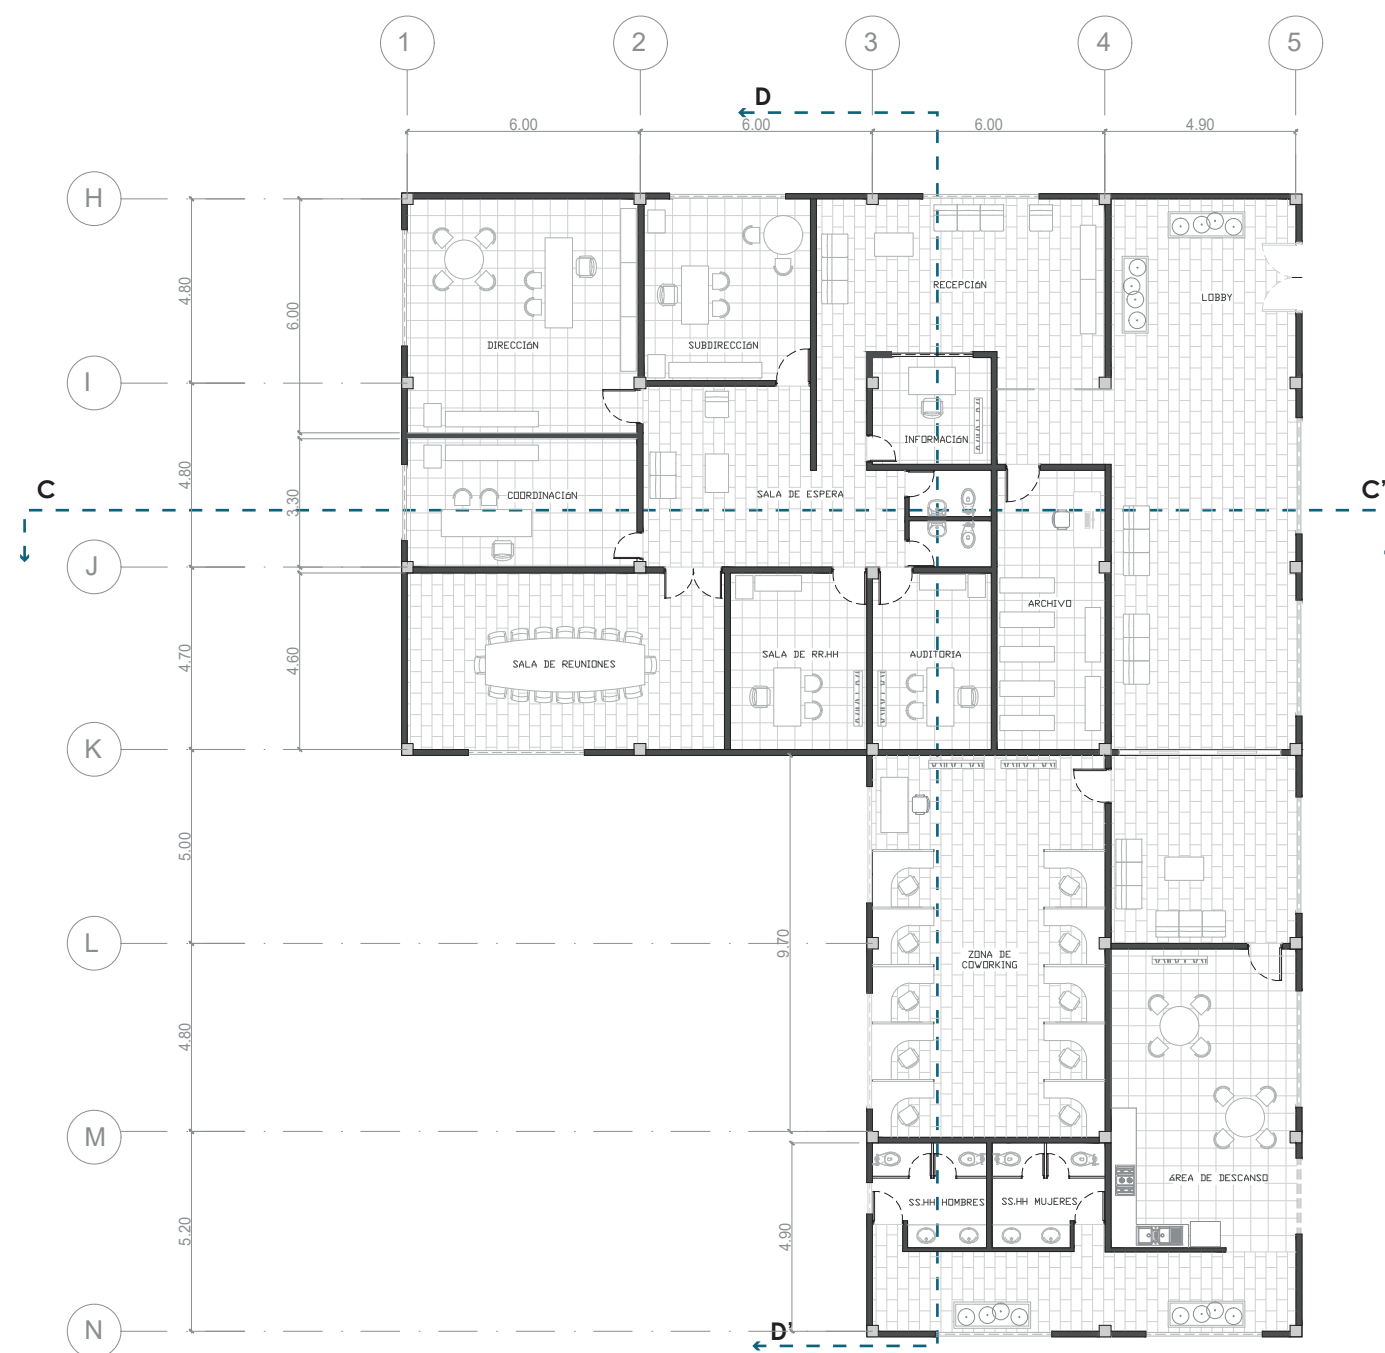 1 2 3 4 5
D
6.00 6.00 6.00 4.90
H
4.80
6.00
RECEPCIóN
LOBBY
DIRECCIóN SUBDIRECCIóN
I
INFORMACIóN
4.80
3.30
C C'
COORDINACIóN SALA DE ESPERA
J
ARCHIVO
4.70
4.60
SALA DE REUNIONES SALA DE RR.HH AUDITORIA
K
5.00
L
9.70
ZONA DE
COWORKING
4.80
M
áREA DE DESCANSO
SS.HH HOMBRES SS.HH MUJERES
5.20
4.90
N
D'